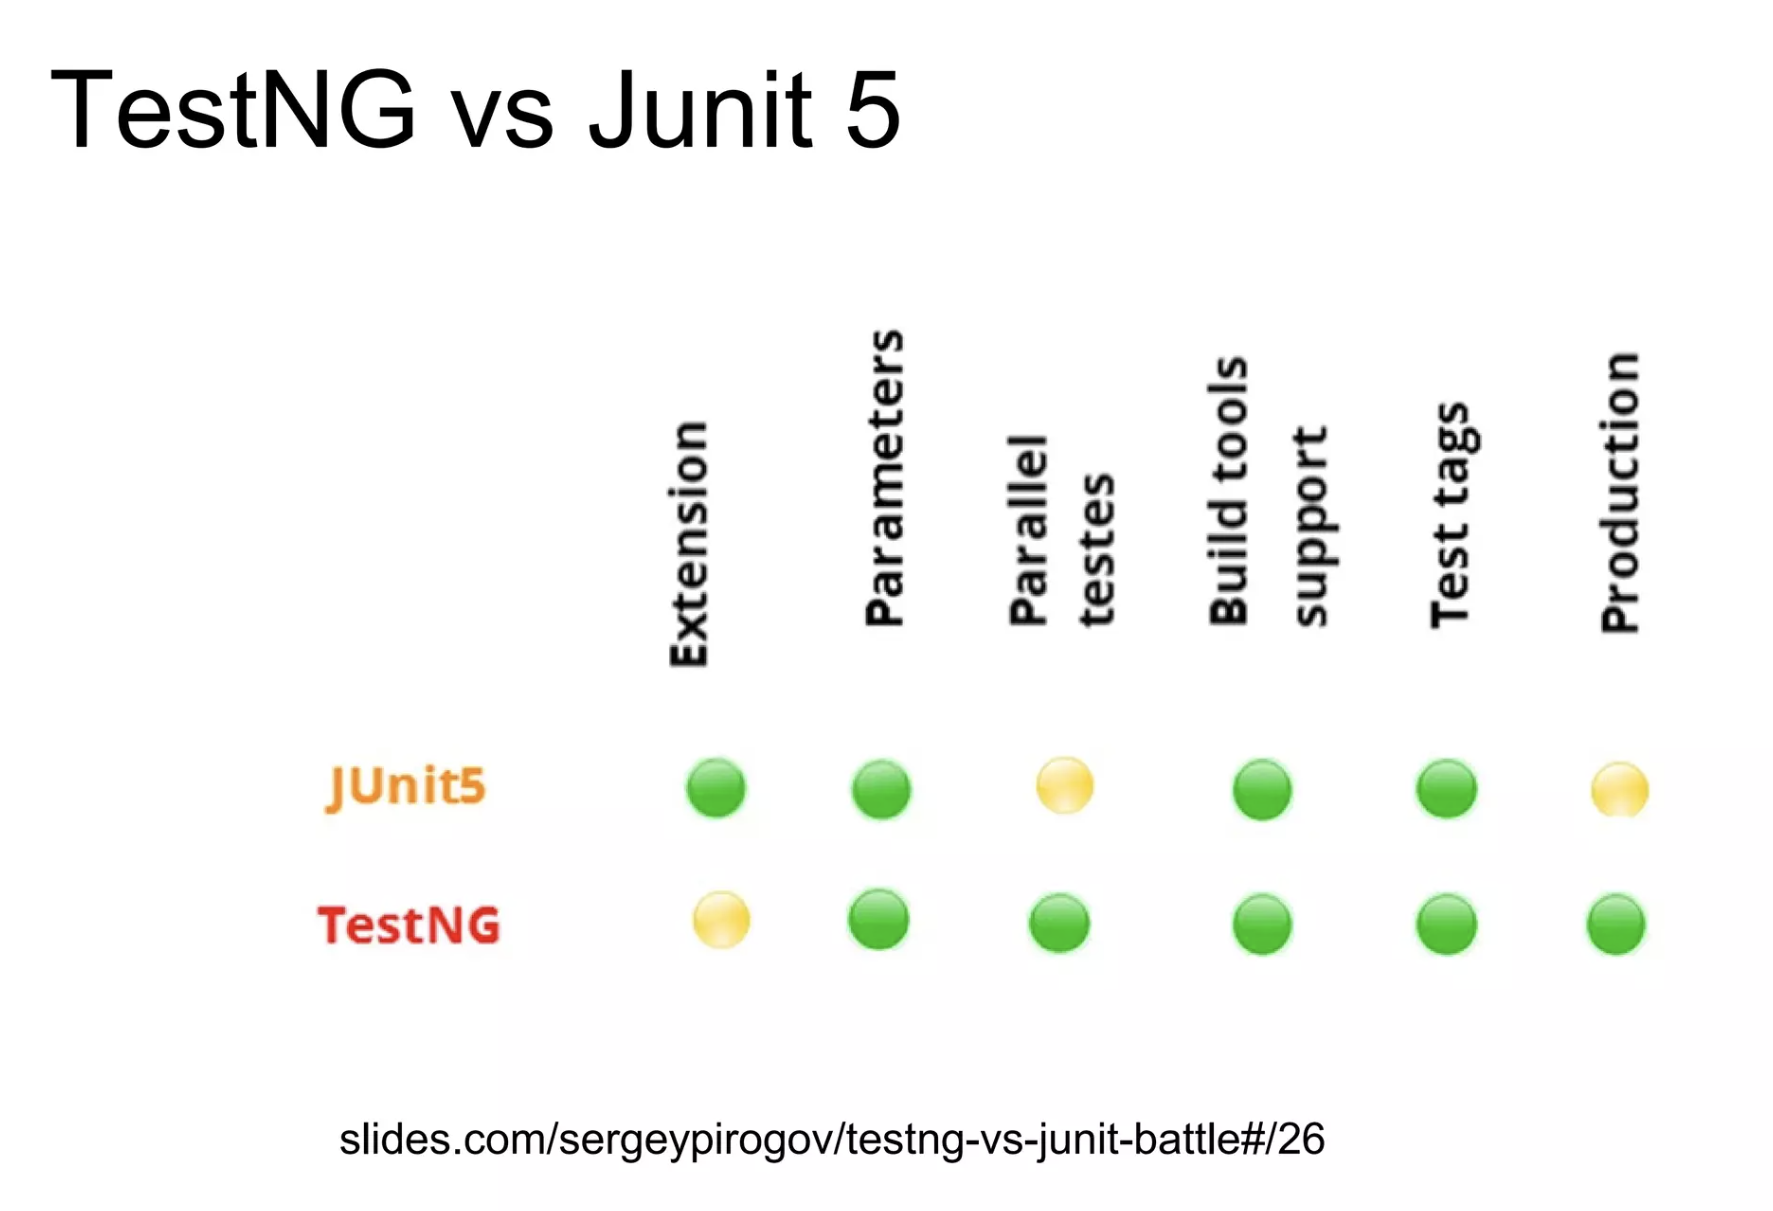 TestNG vs Junit 5
Extension
Parameters
Parallel
testes
Build tools
support
Test tags
Production
JUnit5
TestNG
slides.com/sergeypirogov/testng-vs-junit-battle#/26